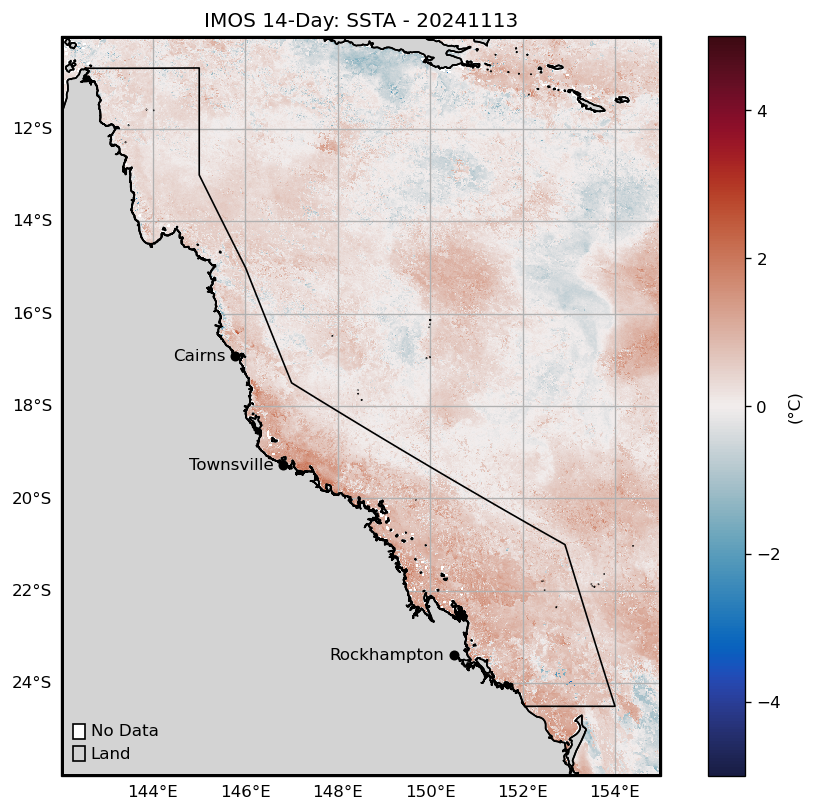 IMOS 14-Day: SSTA - 20241113
12°S
14°S
16°S
18°S
20°S
22°S
24°S
Cairns
Townsville
Rockhampton
No Data
Land
144°E 146°E 148°E 150°E 152°E 154°E
4
2
0
−2
−4
(°C)